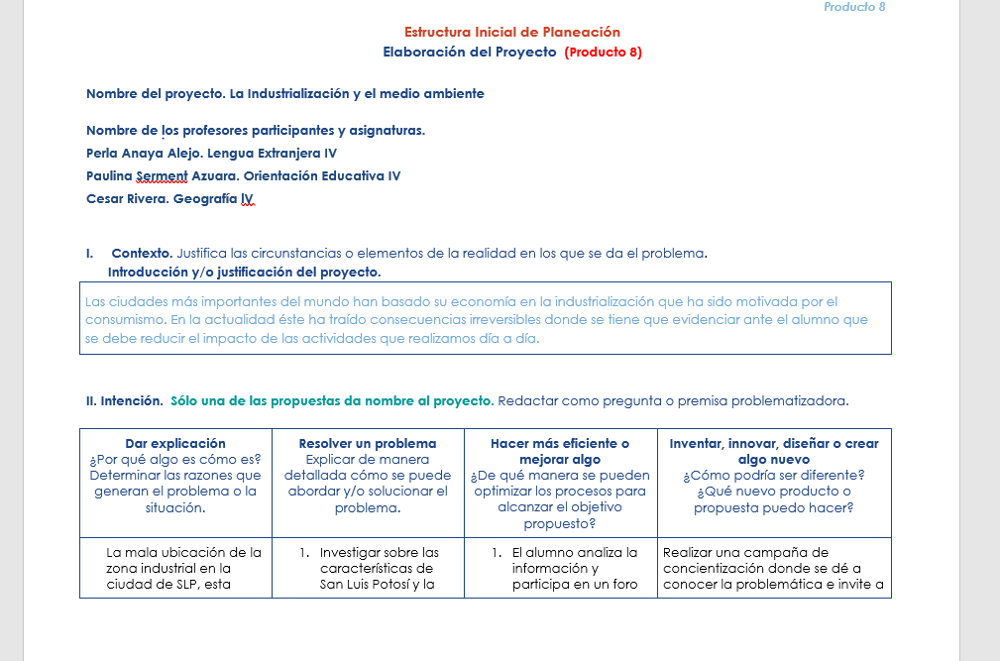 Producto 8
Estructura Inicial de Planeación
Elaboración del Proyecto (Producto 8)
Nombre del proyecto. La Industrialización y el medio ambiente
Nombre de los profesores participantes y asignaturas.
Perla Anaya Alejo. Lengua Extranjera IV
Paulina Serment Azuara. Orientación Educativa IV
Cesar Rivera. Geografía IV
I. Contexto. Justifica las circunstancias o elementos de la realidad en los que se da el problema.
Introducción y/o justificación del proyecto.
Las ciudades más importantes del mundo han basado su economía en la industrialización que ha sido motivada por el
consumismo. En la actualidad éste ha traído consecuencias irreversibles donde se tiene que evidenciar ante el alumno que
se debe reducir el impacto de las actividades que realizamos día a día.
II. Intención. Sólo una de las propuestas da nombre al proyecto. Redactar como pregunta o premisa problematizadora.
Dar explicación
¿Por qué algo es cómo es?
Determinar las razones que
generan el problema o la
situación.
Resolver un problema
Explicar de manera
detallada cómo se puede
abordar y/o solucionar el
problema.
Hacer más eficiente o
mejorar algo
¿De qué manera se pueden
optimizar los procesos para
alcanzar el objetivo
propuesto?
Inventar, innovar, diseñar o crear
algo nuevo
¿Cómo podría ser diferente?
¿Qué nuevo producto o
propuesta puedo hacer?
La mala ubicación de la
zona industrial en la
ciudad de SLP, esta
1. Investigar sobre las
características de
San Luis Potosí y la
1. El alumno analiza la
información y
participa en un foro
Realizar una campaña de
concientización donde se dé a
conocer la problemática e invite a